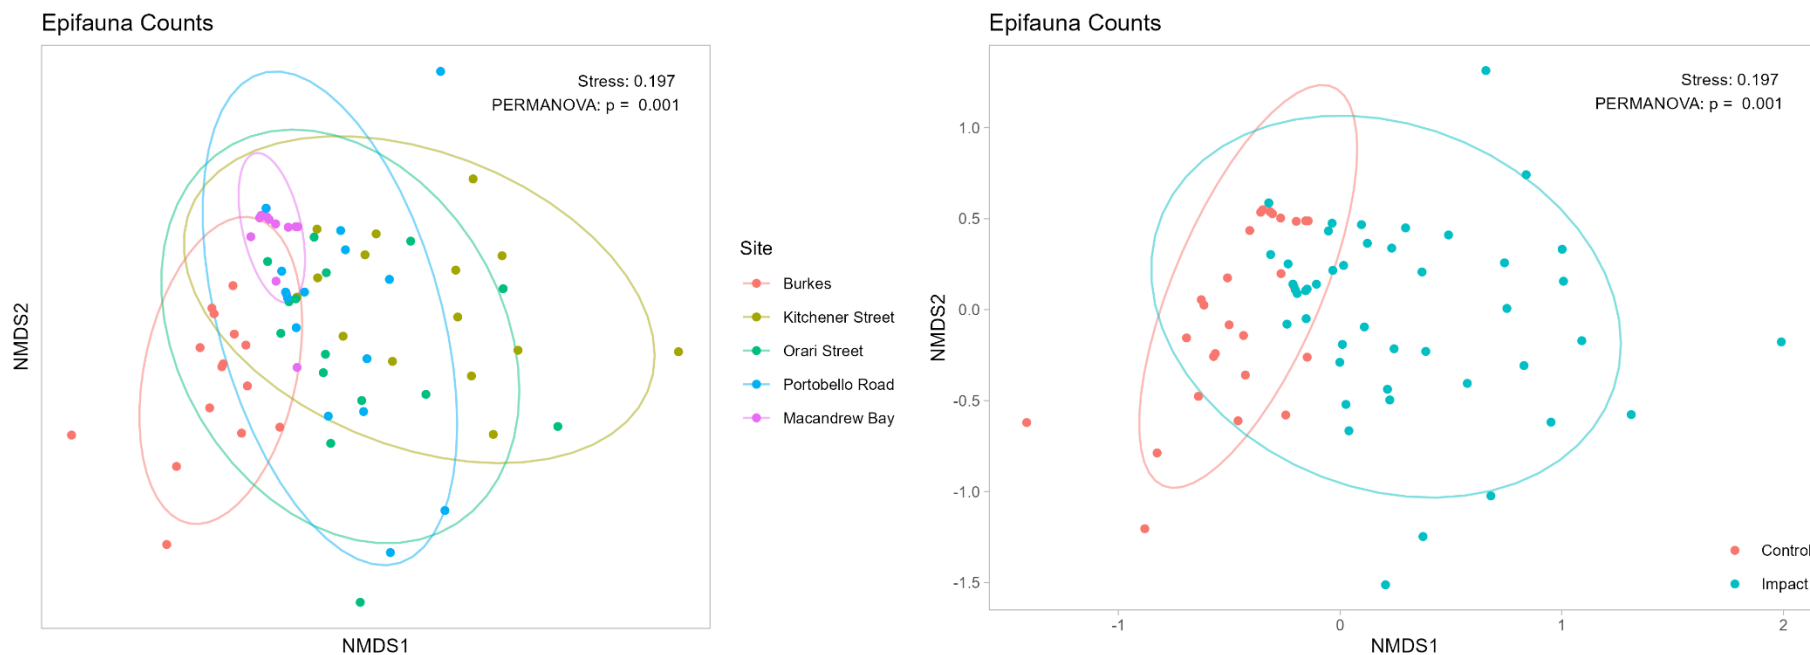 Epifauna Counts
Stress: 0.197
PERMANOVA: p = 0.001
NMDS2
NMDS1
Site
Burkes
Kitchener Street
Orari Street
Portobello Road
Macandrew Bay
Epifauna Counts
Stress: 0.197
PERMANOVA: p = 0.001
1.0
0.5
0.0
-0.5
-1.0
-1.5
NMDS2
Control
Impact
-1
0
1
2
NMDS1